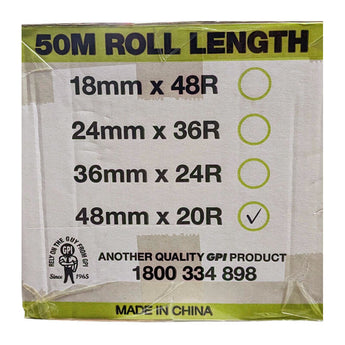 50M ROLL LENGTH
18mm x 48R
24mm x 36R
36mm x 24R
48mm x 20R ✓
RELY ON THE GUY FROM GPI
GPI
Since 1965
ANOTHER QUALITY GPI PRODUCT
1800 334 898
MADE IN CHINA